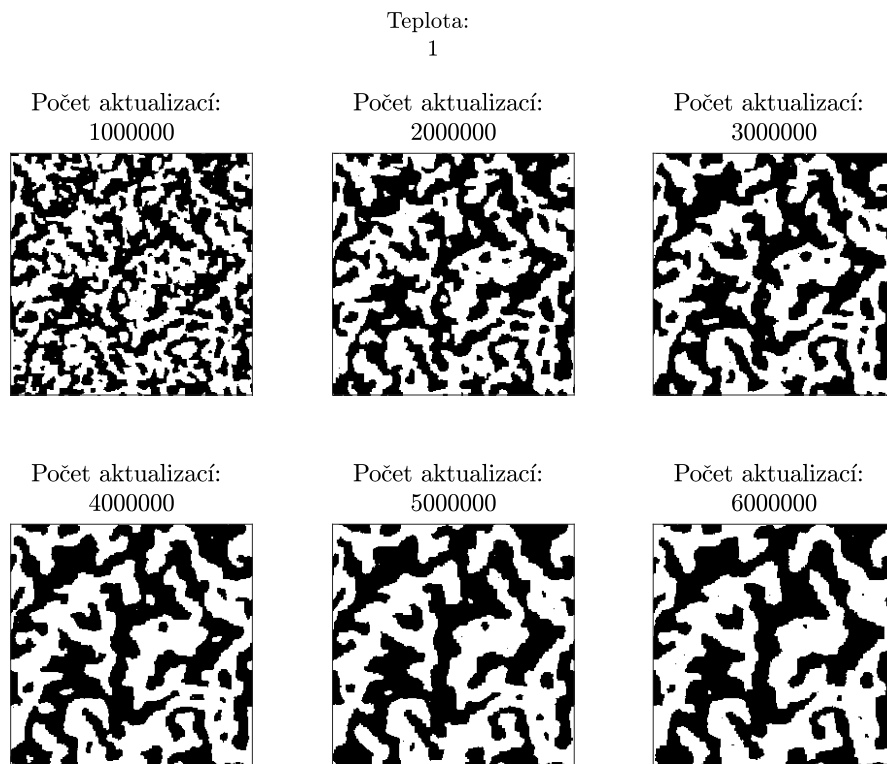 Teplota:
1
Počet aktualizací:
1000000
Počet aktualizací:
2000000
Počet aktualizací:
3000000
Počet aktualizací:
4000000
Počet aktualizací:
5000000
Počet aktualizací:
6000000